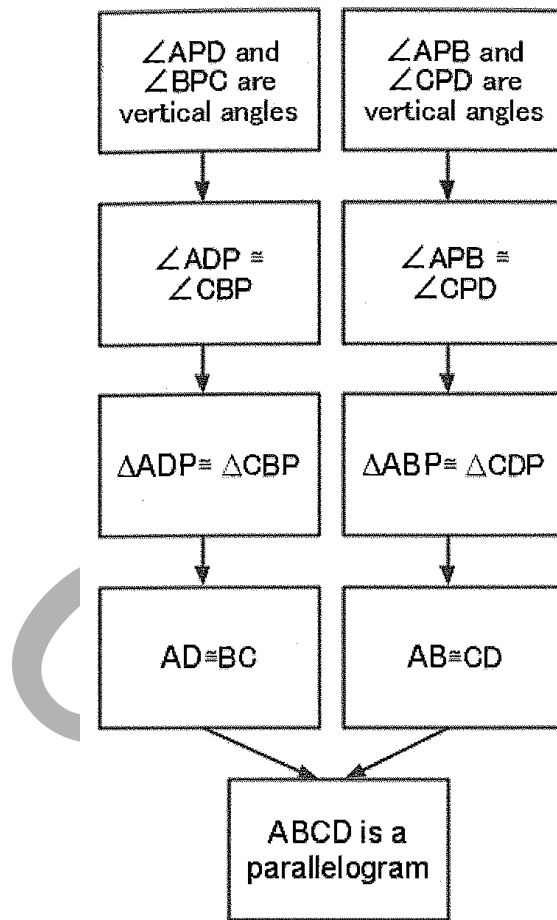 ∠APD and
∠BPC are
vertical angles
∠APB and
∠CPD are
vertical angles
∠ADP ≅
∠CBP
∠APB ≅
∠CPD
ΔADP≅ ΔCBP
ΔABP≅ ΔCDP
AD≅BC
AB≅CD
ABCD is a
parallelogram